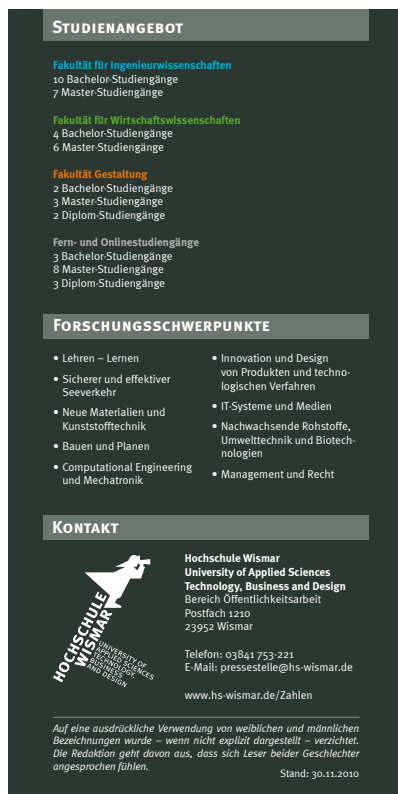 STUDIENANGEBOT
Fakultät für Ingenieurwissenschaften
10 Bachelor-Studiengänge
7 Master-Studiengänge
Fakultät für Wirtschaftswissenschaften
4 Bachelor-Studiengänge
6 Master-Studiengänge
Fakultät Gestaltung
2 Bachelor-Studiengänge
3 Master-Studiengänge
2 Diplom-Studiengänge
Fern- und Onlinestudiengänge
3 Bachelor-Studiengänge
8 Master-Studiengänge
3 Diplom-Studiengänge
FORSCHUNGSSCHWERPUNKTE
• Lehren – Lernen
• Sicherer und effektiver
Seeverkehr
• Neue Materialien und
Kunststofftechnik
• Bauen und Planen
• Computational Engineering
und Mechatronik
• Innovation und Design
von Produkten und techno-
logischen Verfahren
• IT-Systeme und Medien
• Nachwachsende Rohstoffe,
Umwelttechnik und Biotech-
nologien
• Management und Recht
KONTAKT
HOCHSCHULE
WISMAR
UNIVERSITY OF
APPLIED SCIENCES
TECHNOLOGY,
BUSINESS
AND DESIGN
Hochschule Wismar
University of Applied Sciences
Technology, Business and Design
Bereich Öffentlichkeitsarbeit
Postfach 1210
23952 Wismar
Telefon: 03841 753-221
E-Mail: pressestelle@hs-wismar.de
www.hs-wismar.de/Zahlen
Auf eine ausdrückliche Verwendung von weiblichen und männlichen
Bezeichnungen wurde – wenn nicht explizit dargestellt – verzichtet.
Die Redaktion geht davon aus, dass sich Leser beider Geschlechter
angesprochen fühlen.
Stand: 30.11.2010